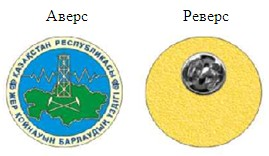 Аверс Реверс
ҚАЗАҚСТАН РЕСПУБЛИКАСЫ
ЖЕР ҚОЙНАУЫН БАРЛАУДЫҢ ҮЗДІГІ